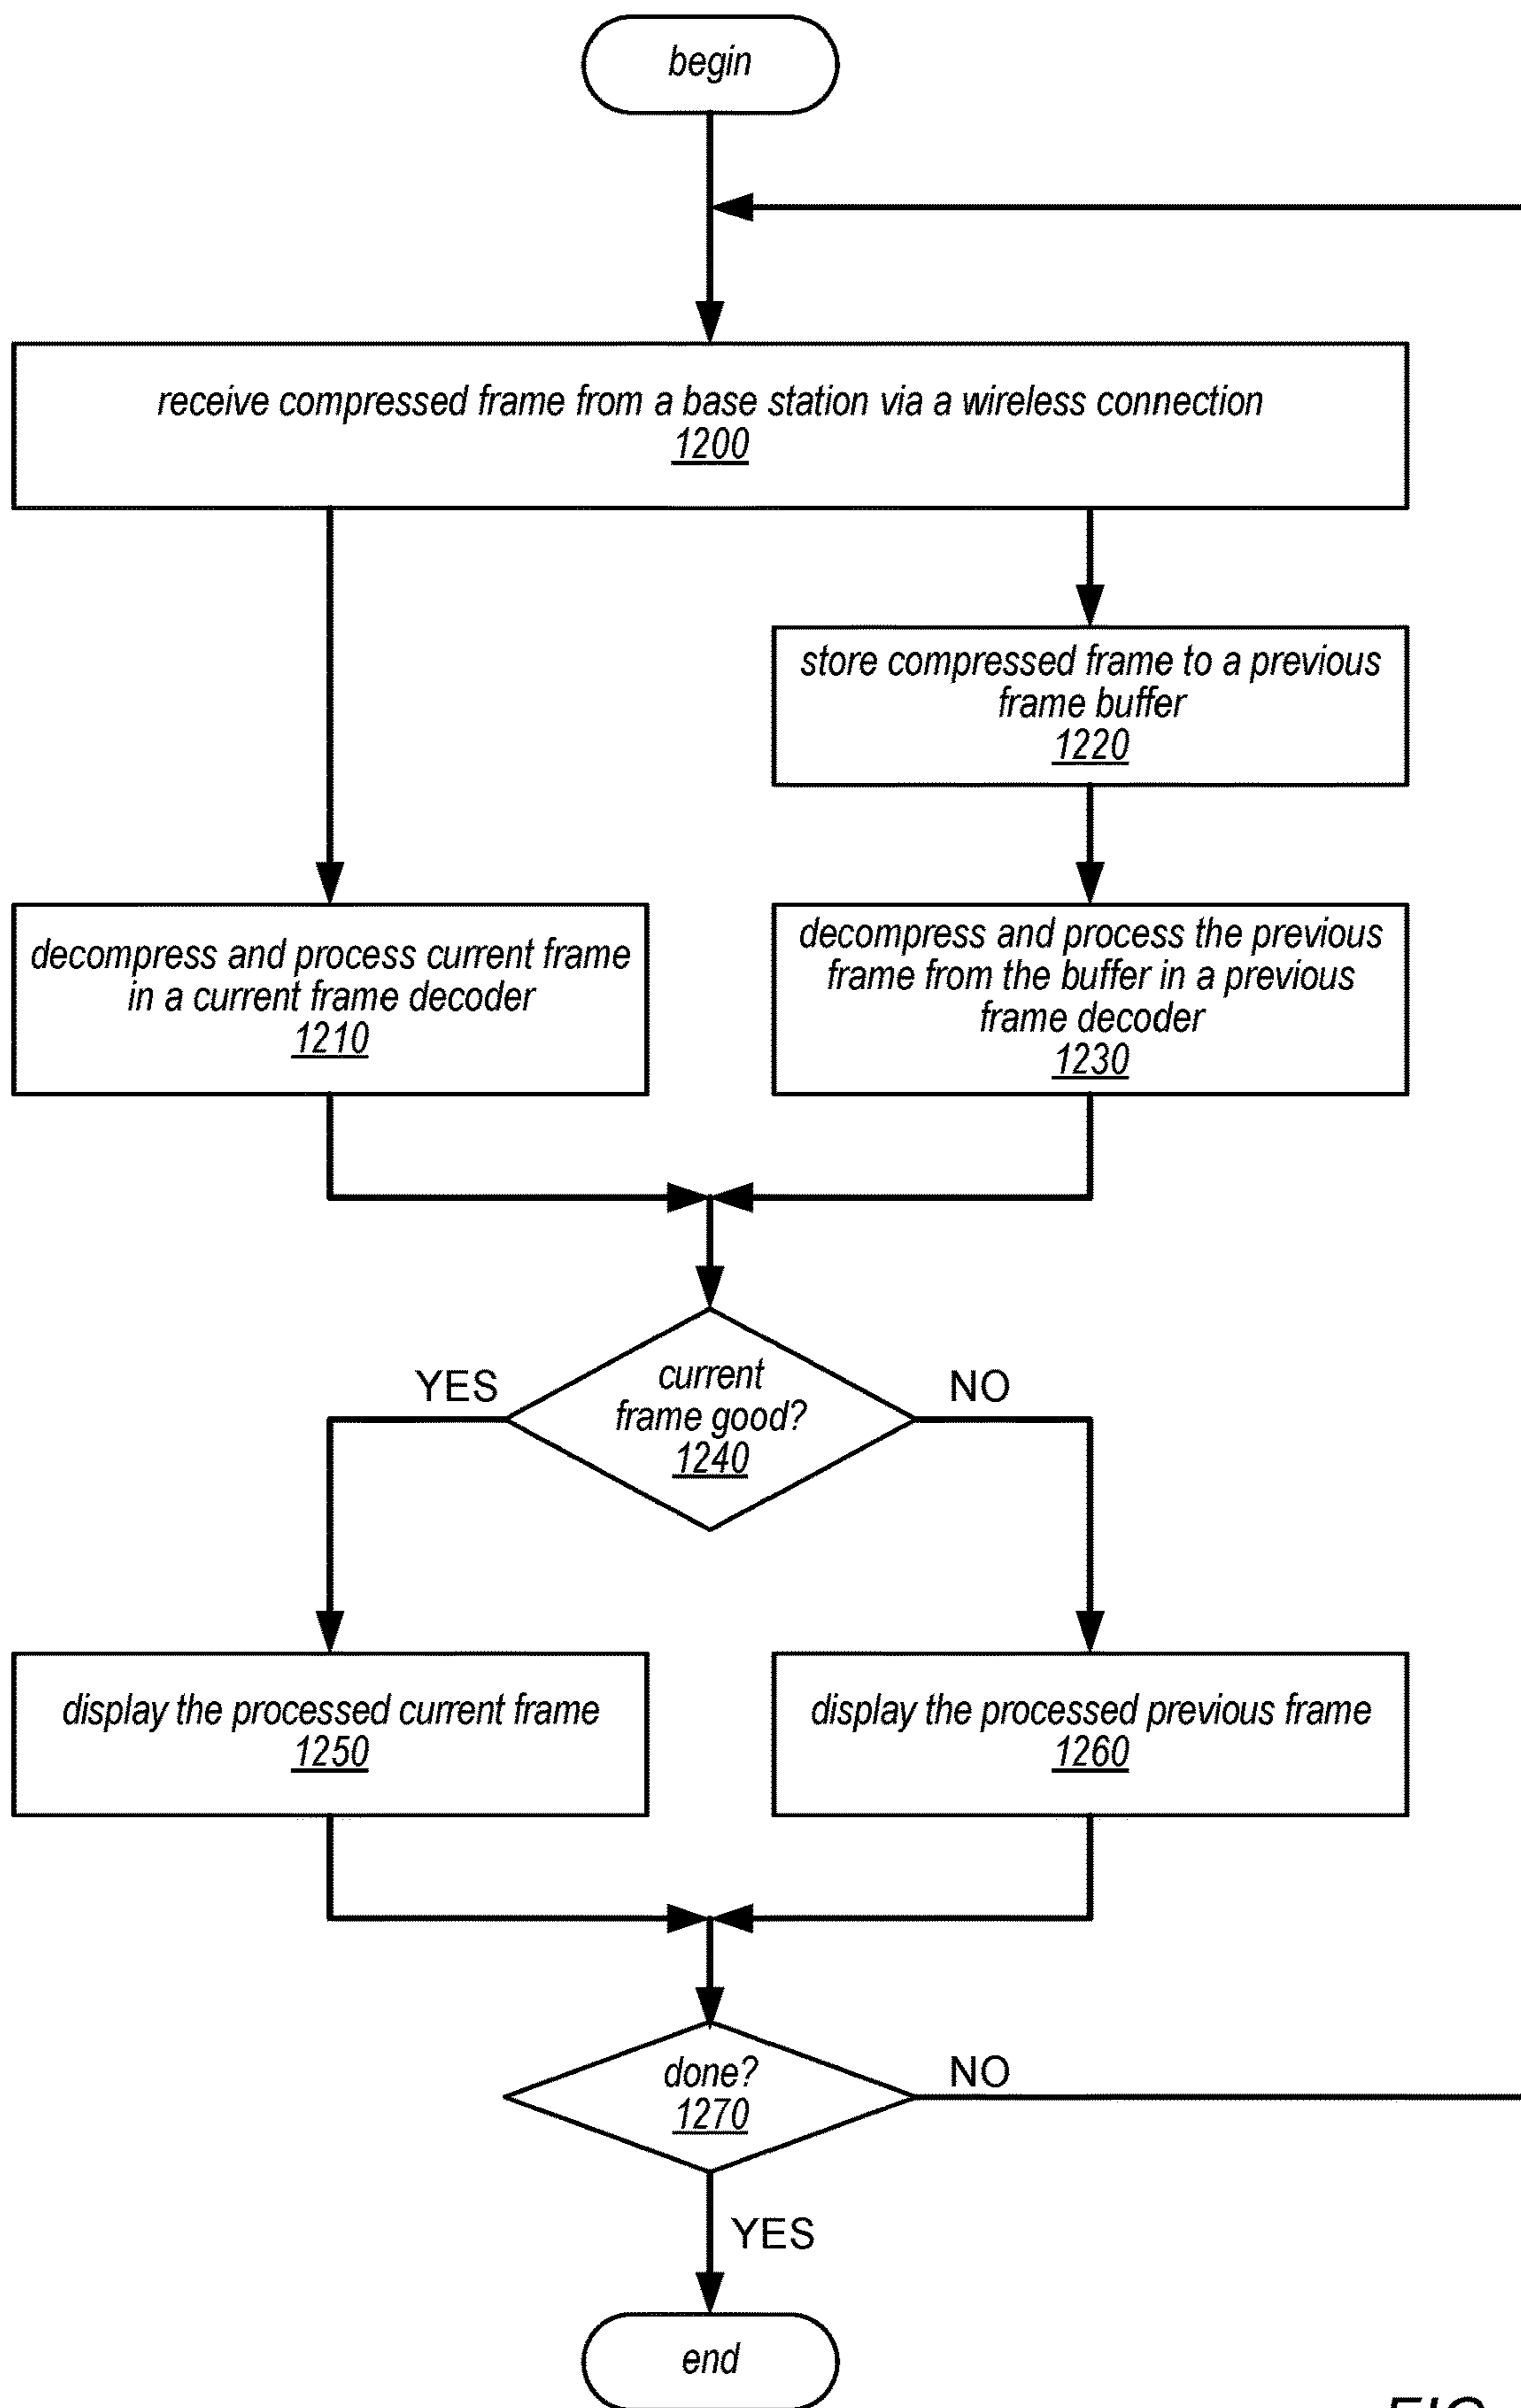 begin
receive compressed frame from a base station via a wireless connection
1200
store compressed frame to a previous
frame buffer
1220
decompress and process current frame
in a current frame decoder
1210
decompress and process the previous
frame from the buffer in a previous
frame decoder
1230
YES
current
frame good?
1240
NO
display the processed current frame
1250
display the processed previous frame
1260
done?
1270
NO
YES
end